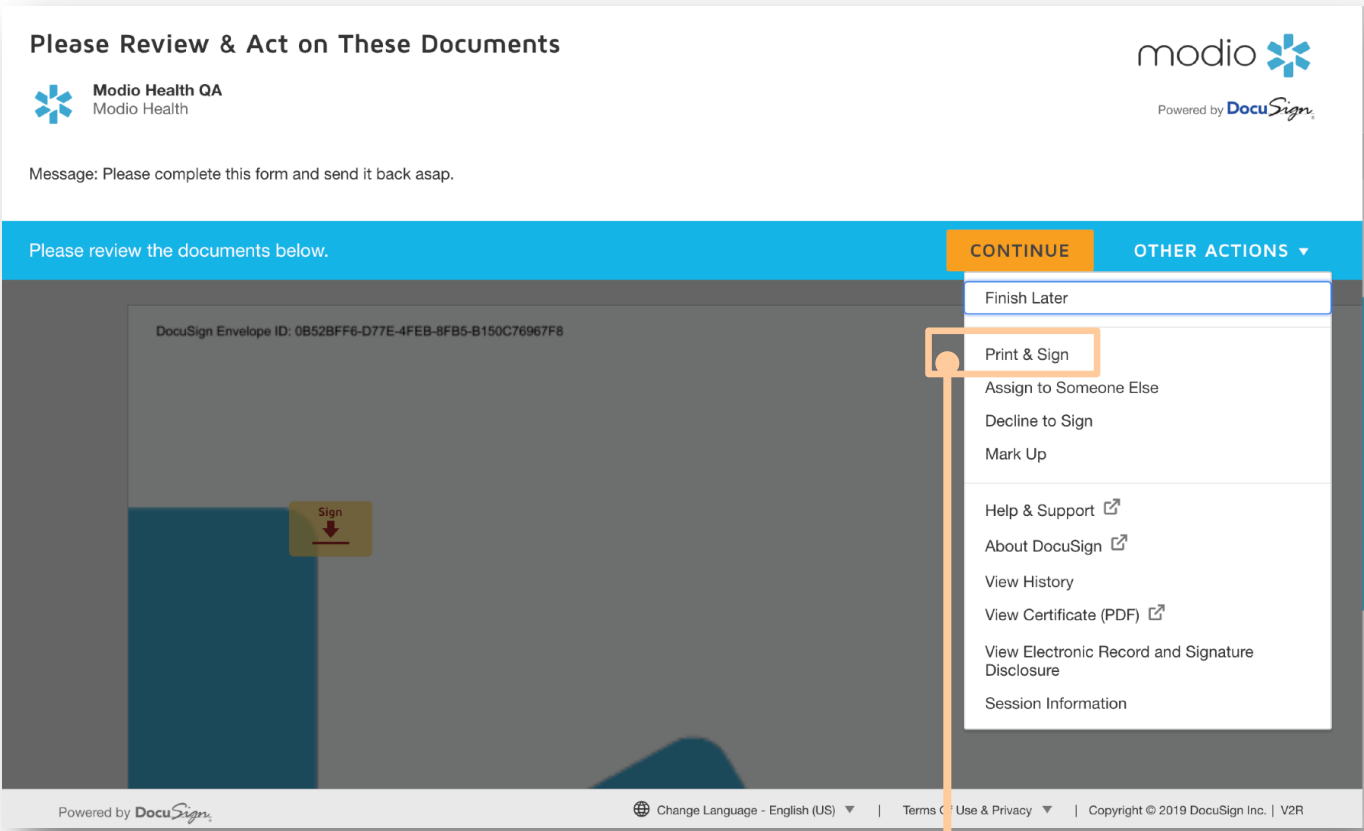 Please Review & Act on These Documents
modio
Modio Health QA
Modio Health
Powered by DocuSign
Message: Please complete this form and send it back asap.
Please review the documents below.
CONTINUE
OTHER ACTIONS
Finish Later
DocuSign Envelope ID: 0B52BFF6-D77E-4FEB-8FB5-B150C76967F8
Print & Sign
Assign to Someone Else
Decline to Sign
Mark Up
Sign
Help & Support
About DocuSign
View History
View Certificate (PDF)
View Electronic Record and Signature
Disclosure
Session Information
Powered by DocuSign
Change Language - English (US) | Terms Of Use & Privacy | Copyright © 2019 DocuSign Inc. | V2R